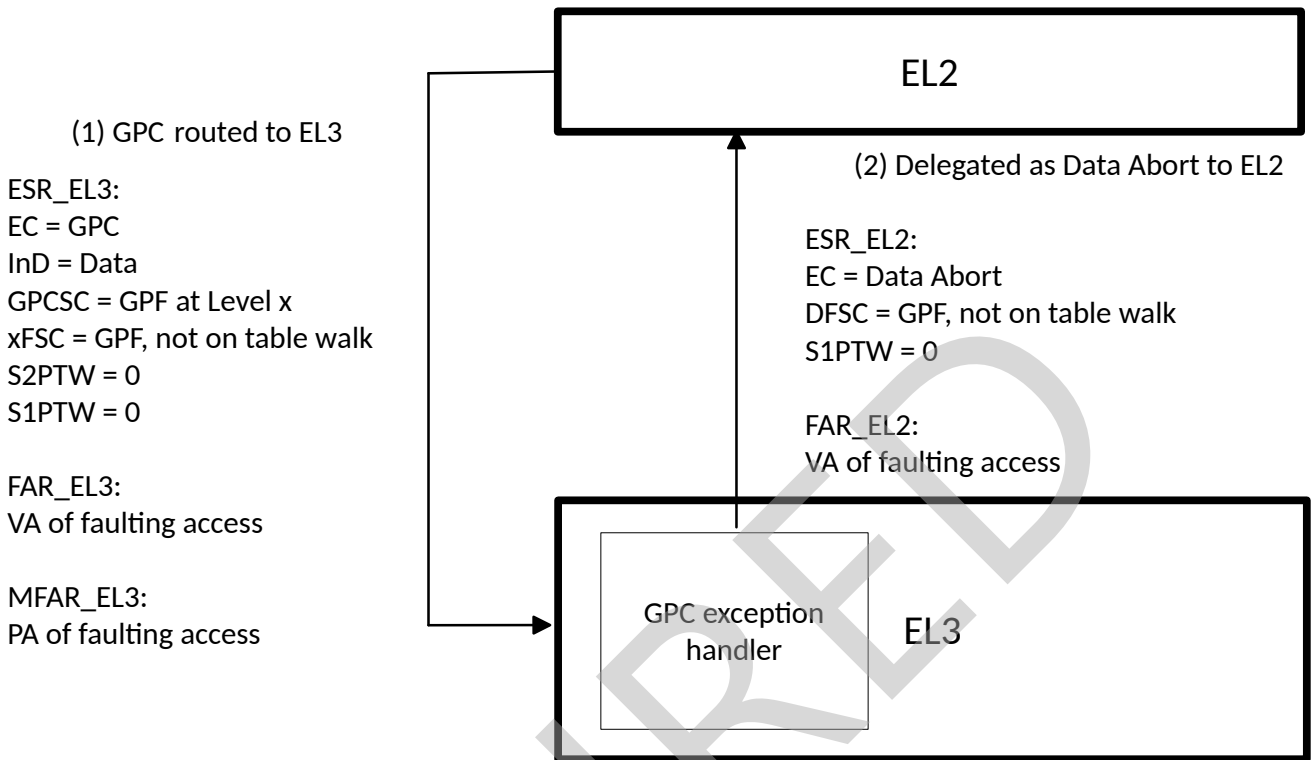 EL2
(1) GPC routed to EL3
(2) Delegated as Data Abort to EL2
ESR_EL3:
EC = GPC
InD = Data
GPCSC = GPF at Level x
xFSC = GPF, not on table walk
S2PTW = 0
S1PTW = 0
FAR_EL3:
VA of faulting access
MFAR_EL3:
PA of faulting access
ESR_EL2:
EC = Data Abort
DFSC = GPF, not on table walk
S1PTW = 0
FAR_EL2:
VA of faulting access
GPC exception
handler
EL3